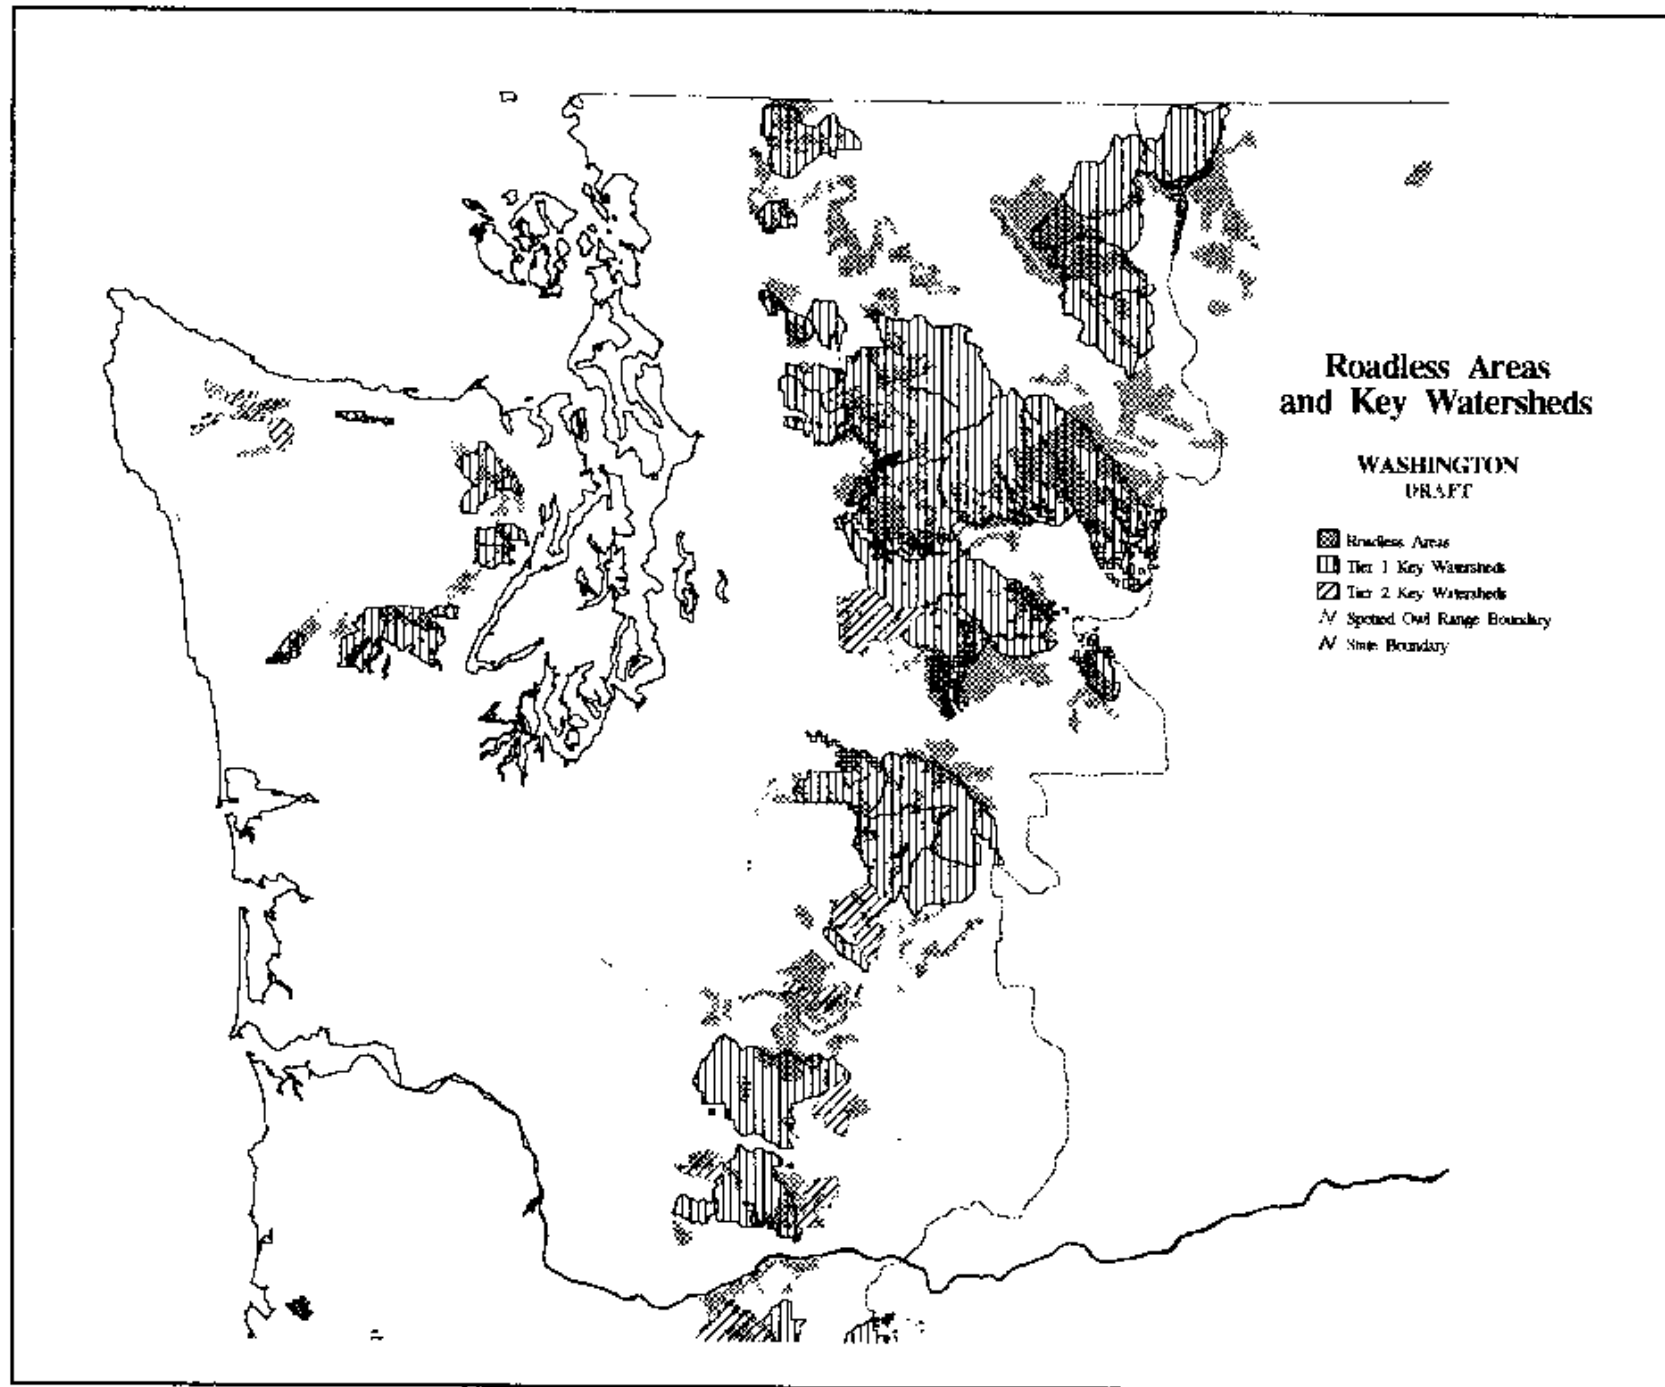 Roadless Areas
and Key Watersheds
WASHINGTON
DRAFT
Roadless Areas
Tier 1 Key Watersheds
Tier 2 Key Watersheds
Spotted Owl Range Boundary
State Boundary